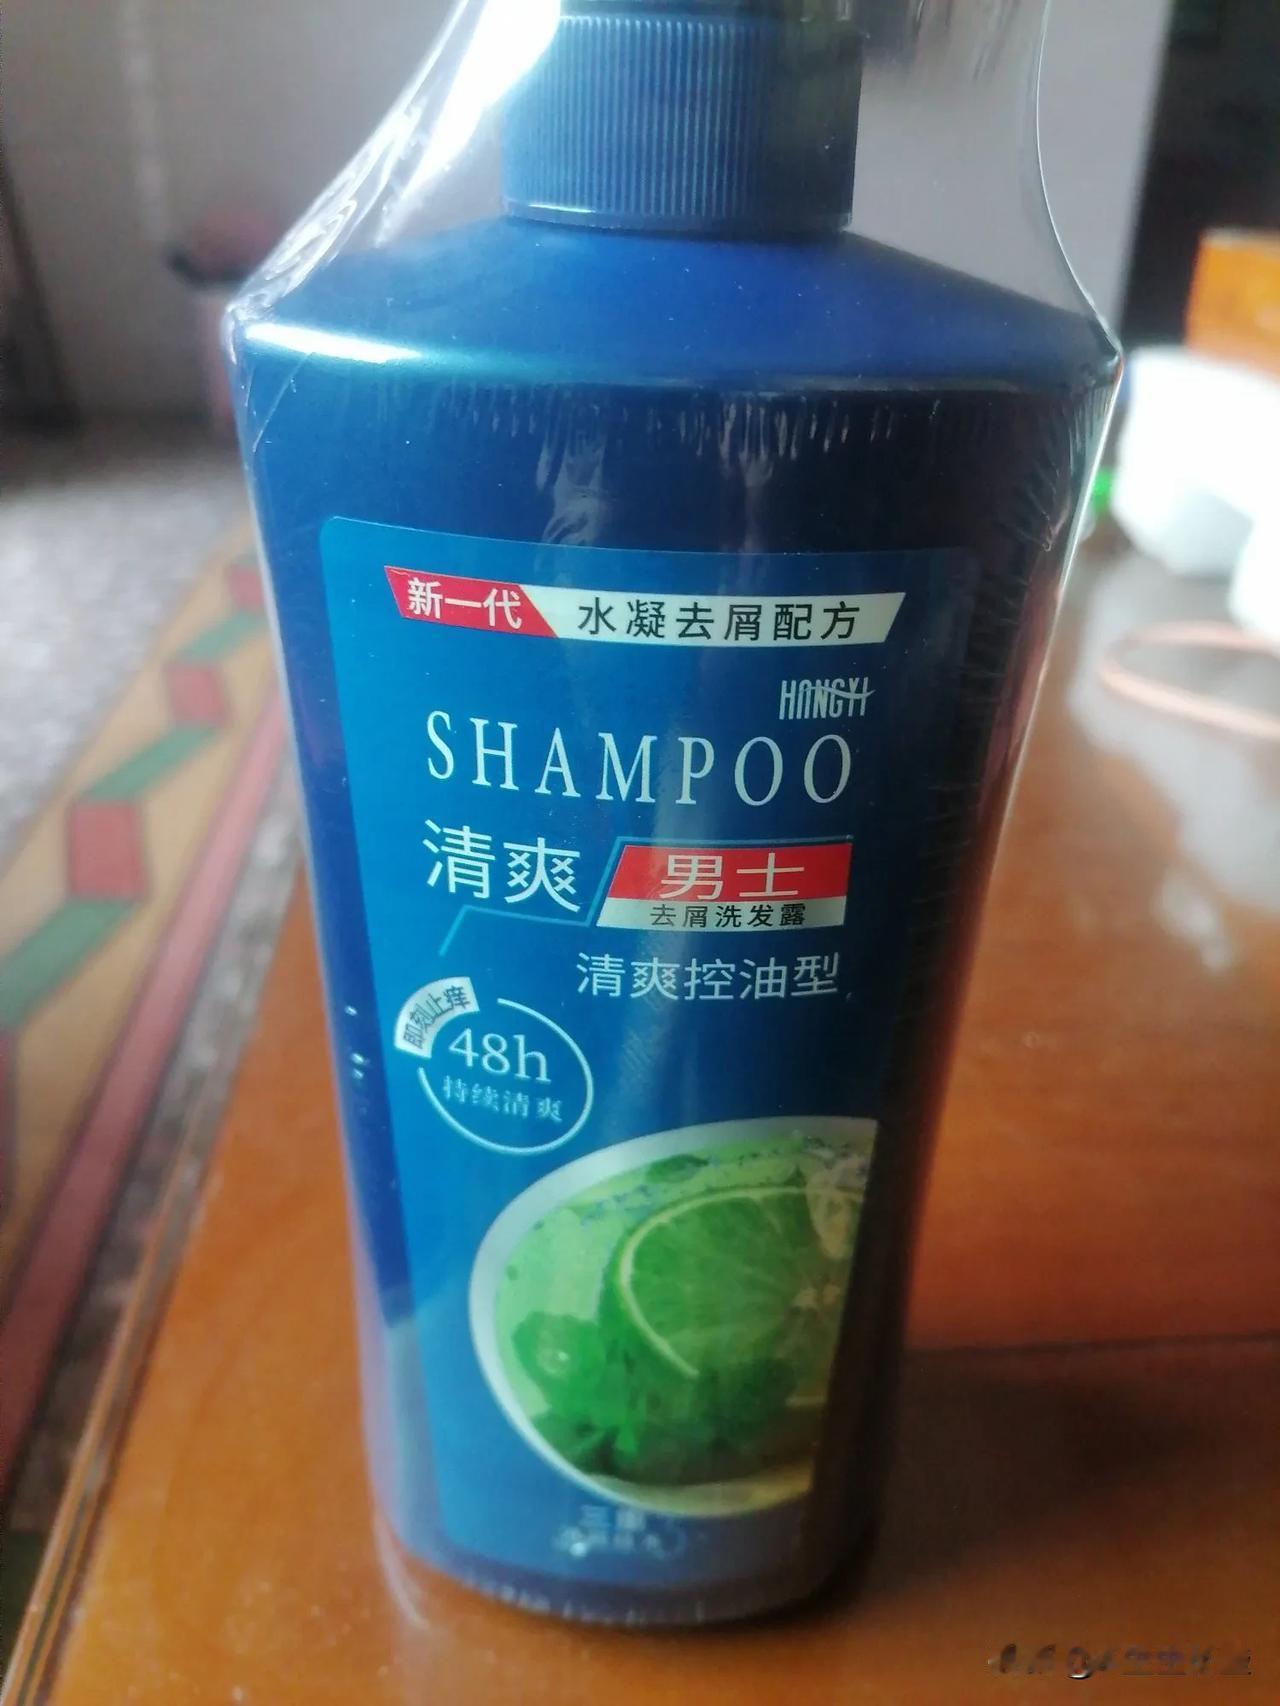 新一代 水凝去屑配方
HANGYI
SHAMPOO
清爽 男士
去屑洗发露
清爽控油型
即刻止痒
48h
持续清爽